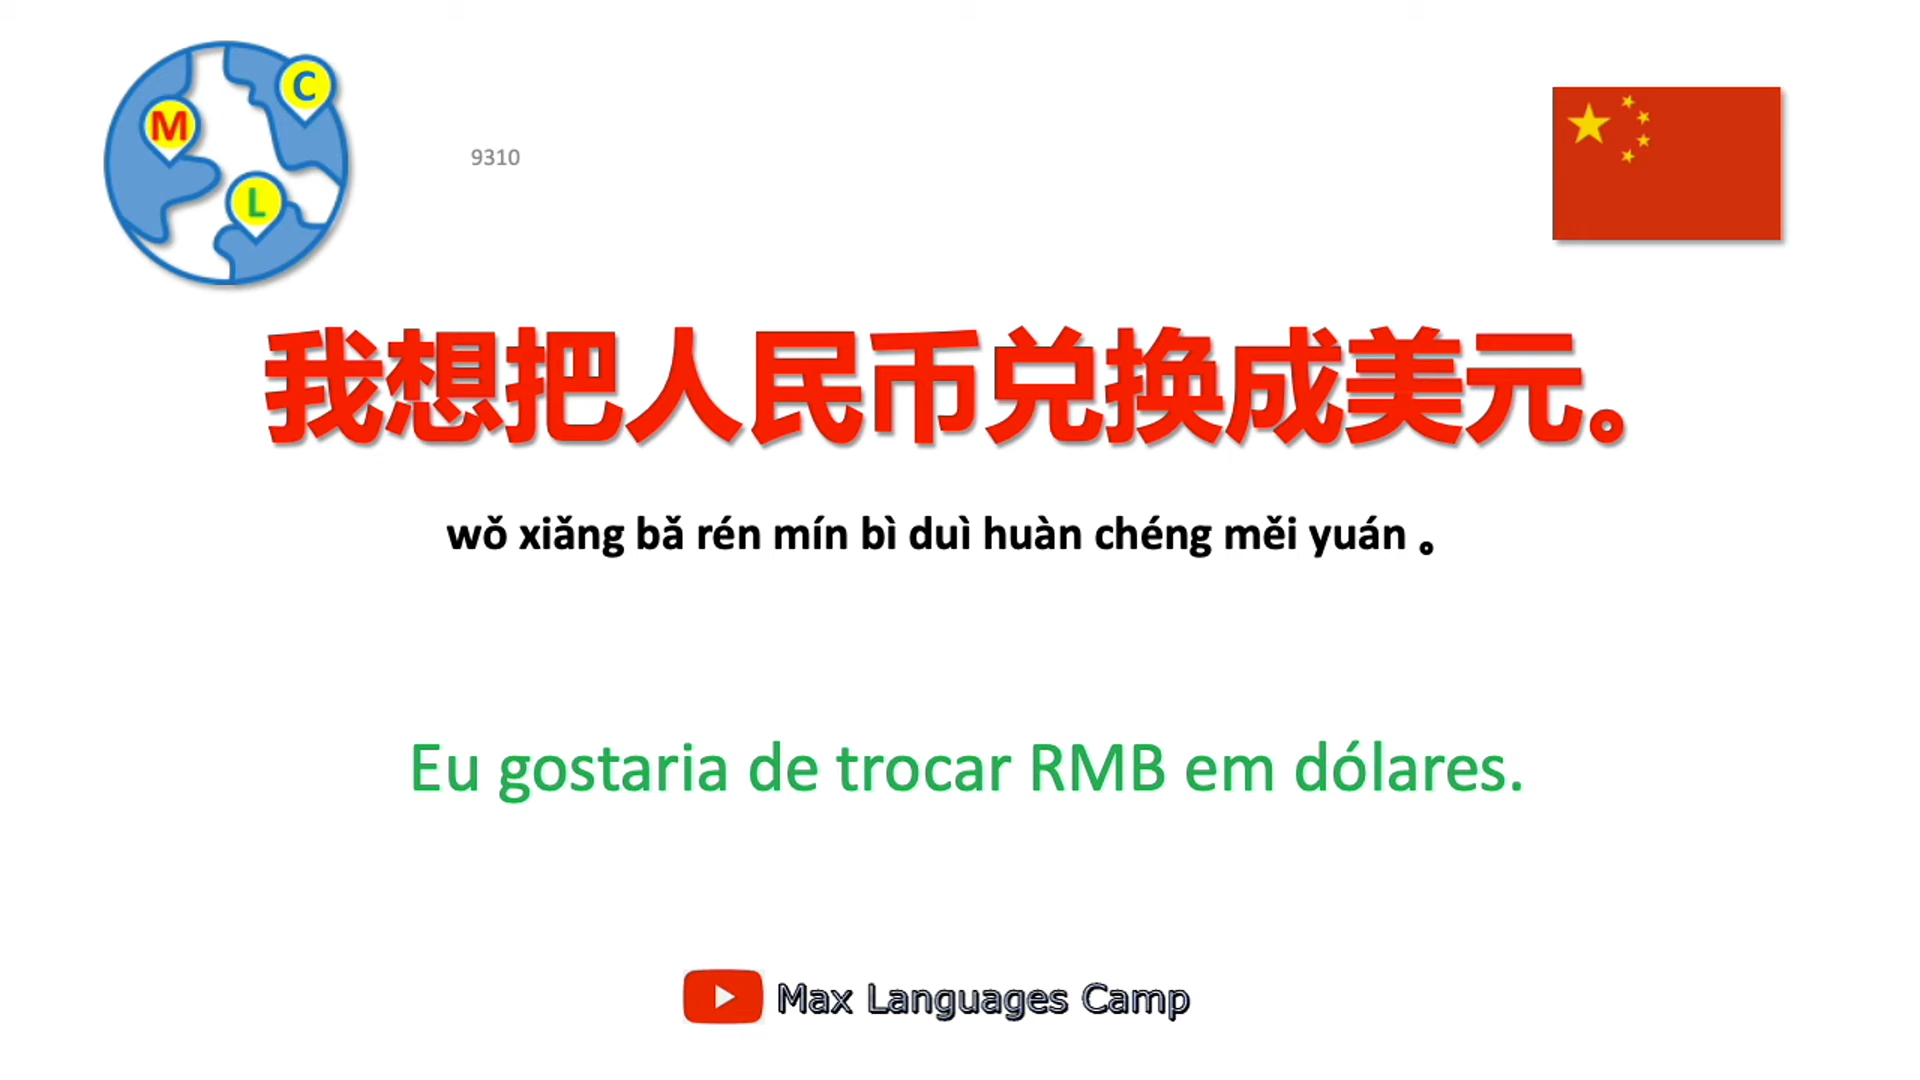 C
M
L
9310
我想把人民币兑换成美元。
wǒ xiǎng bǎ rén mín bì duì huàn chéng měi yuán 。
Eu gostaria de trocar RMB em dólares.
Max Languages Camp